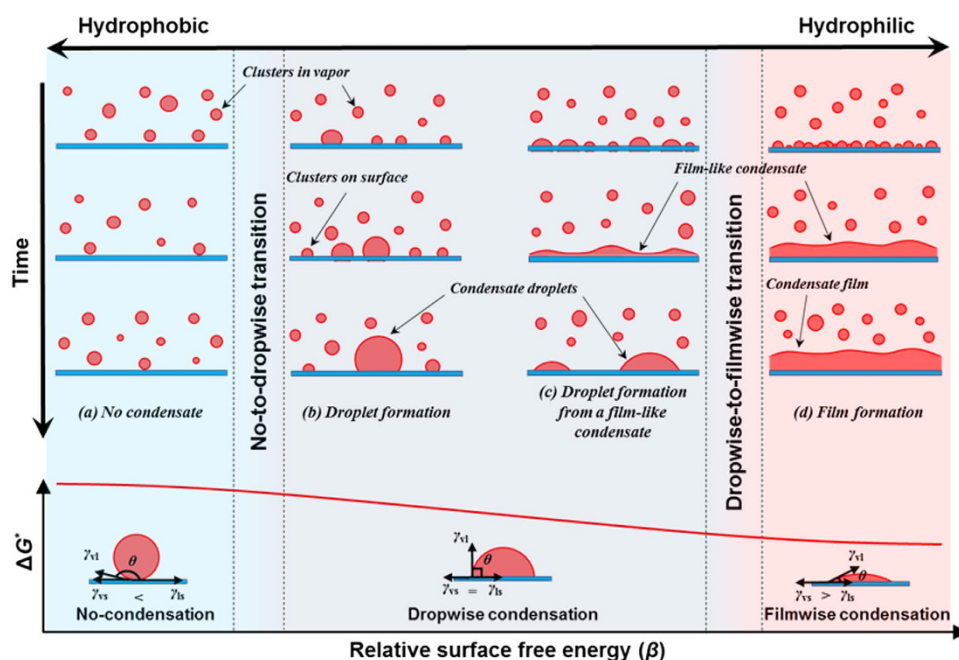 Hydrophobic
Hydrophilic
Time
Clusters in vapor
Clusters on surface
Film-like condensate
Condensate droplets
Condensate film
(a) No condensate
(b) Droplet formation
(c) Droplet formation
from a film-like
condensate
(d) Film formation
No-to-dropwise transition
Dropwise-to-filmwise transition
ΔG*
γvl
θ
γvs < γls
No-condensation
γvl
θ
γvs = γls
Dropwise condensation
γvl
θ
γvs > γls
Filmwise condensation
Relative surface free energy (β)